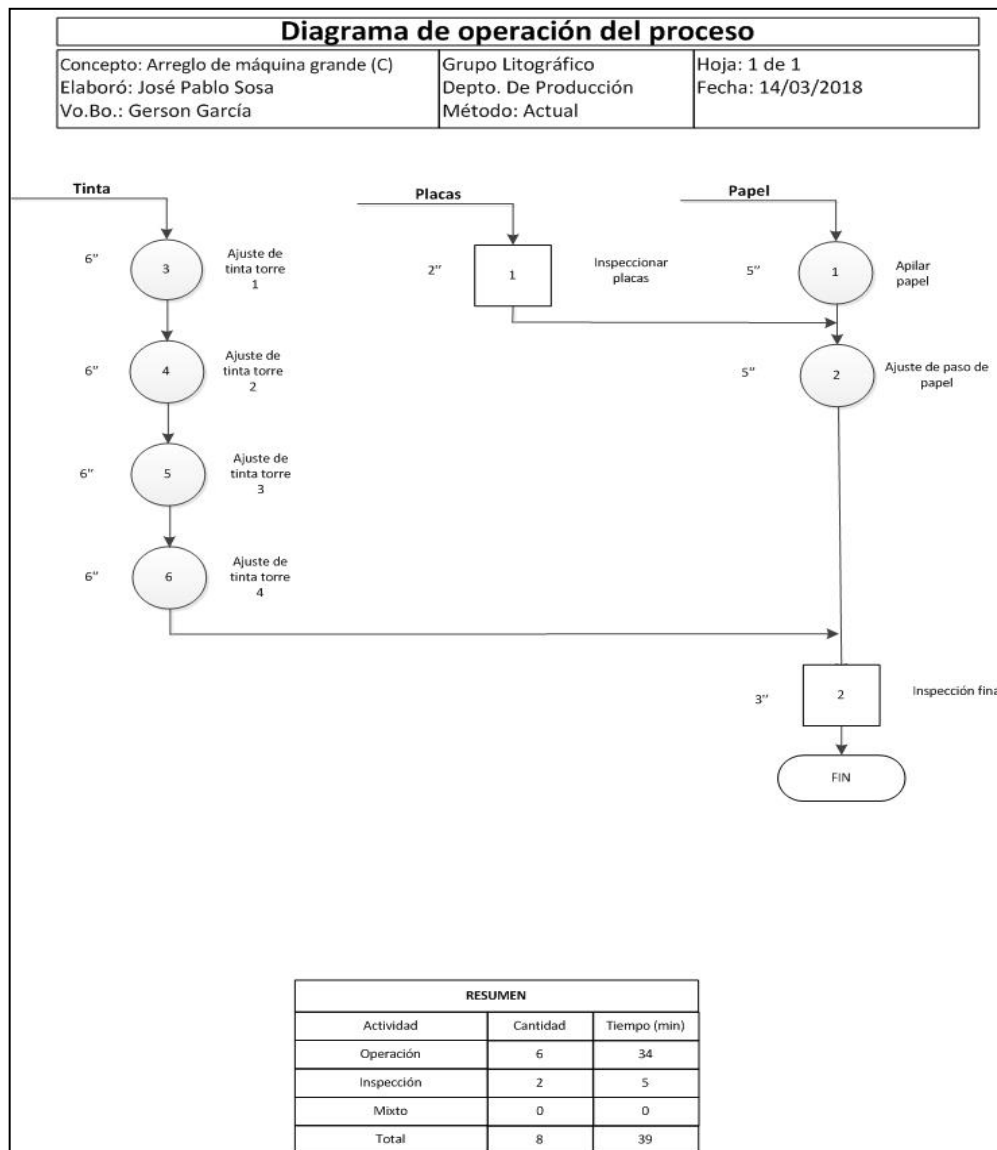 Diagrama de operación del proceso
Concepto: Arreglo de máquina grande (C)
Elaboró: José Pablo Sosa
Vo.Bo.: Gerson García
Grupo Litográfico
Depto. De Producción
Método: Actual
Hoja: 1 de 1
Fecha: 14/03/2018
Tinta
6”
3
Ajuste de
tinta torre
1
6”
4
Ajuste de
tinta torre
2
6”
5
Ajuste de
tinta torre
3
6”
6
Ajuste de
tinta torre
4
Placas
2”
1
Inspeccionar
placas
Papel
5”
1
Apilar
papel
5”
2
Ajuste de paso de
papel
3”
2
Inspección fina
FIN
RESUMEN
Actividad Cantidad Tiempo (min)
Operación 6 34
Inspección 2 5
Mixto 0 0
Total 8 39